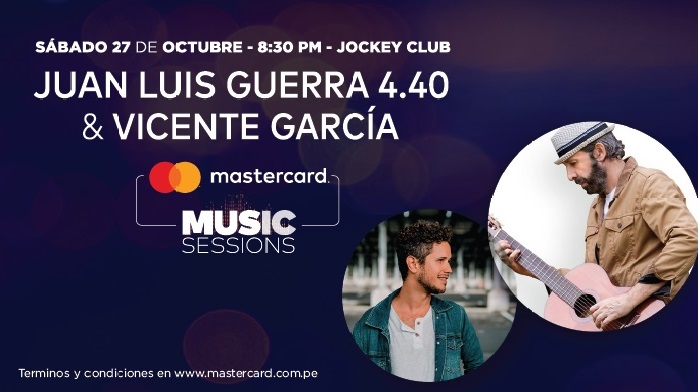 SÁBADO 27 DE OCTUBRE - 8:30 PM - JOCKEY CLUB
JUAN LUIS GUERRA 4.40
& VICENTE GARCÍA
mastercard.
MUSIC
SESSIONS
Terminos y condiciones en www.mastercard.com.pe